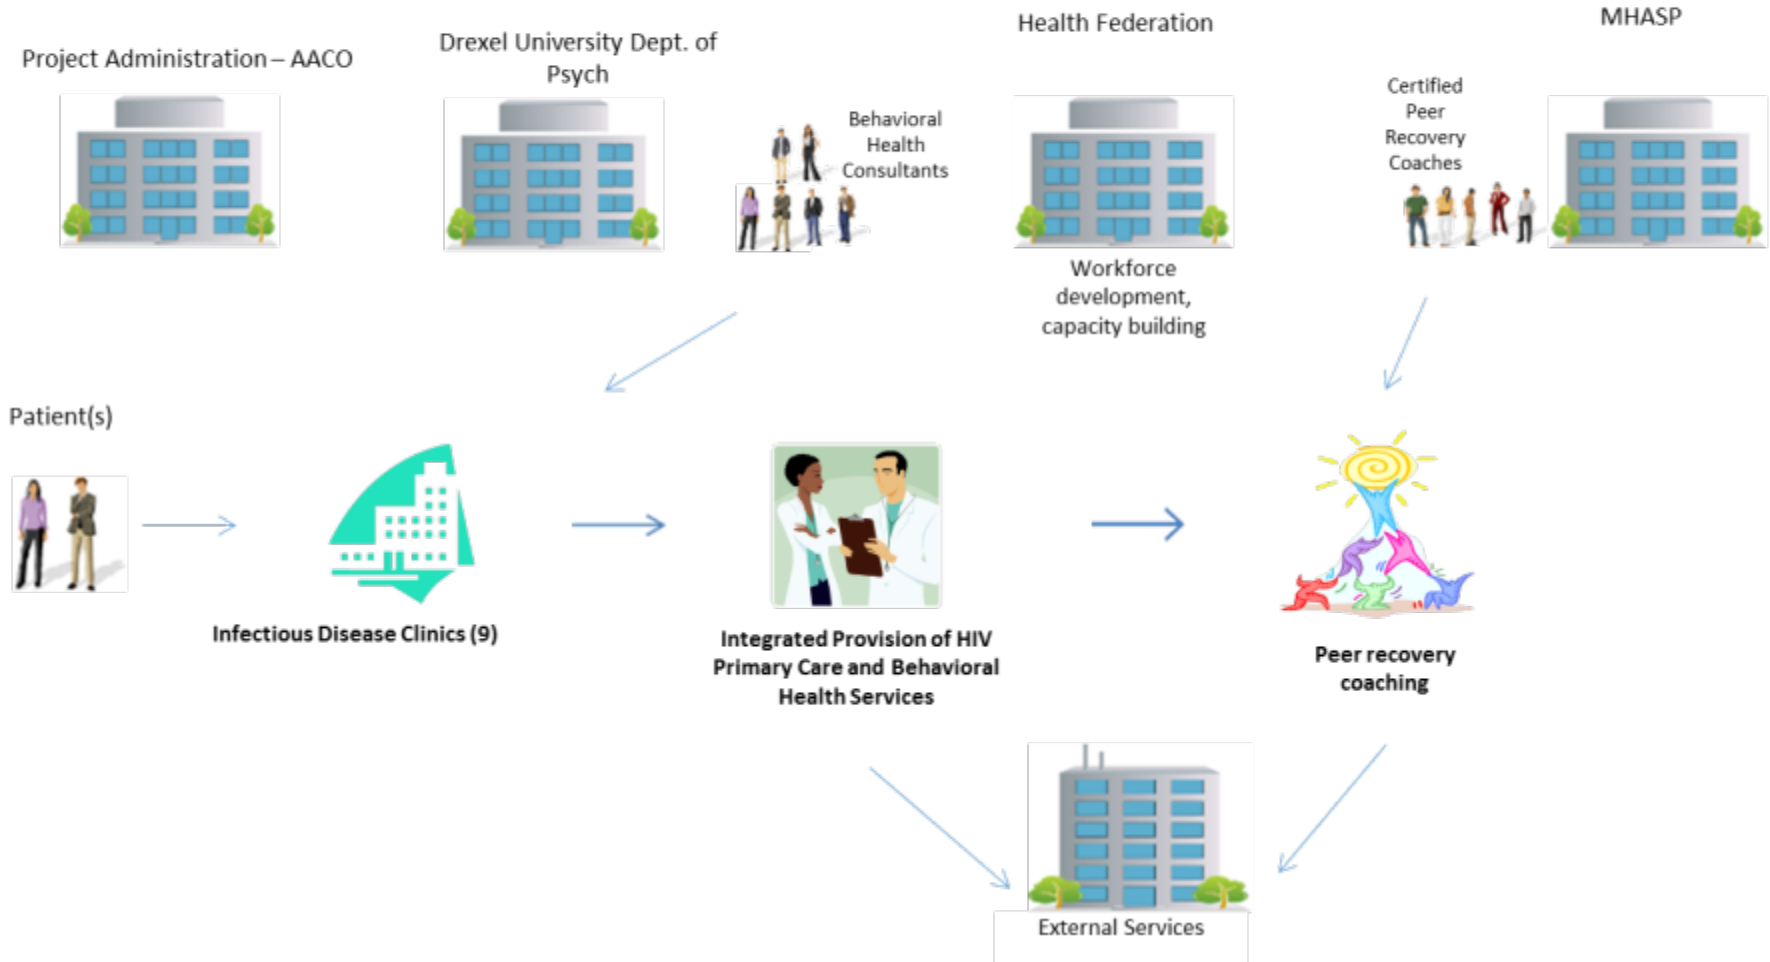 Project Administration – AACO
Drexel University Dept. of
Psych
Behavioral
Health
Consultants
Health Federation
Workforce
development,
capacity building
MHASP
Certified
Peer
Recovery
Coaches
Patient(s)
Infectious Disease Clinics (9)
Integrated Provision of HIV
Primary Care and Behavioral
Health Services
Peer recovery
coaching
External Services